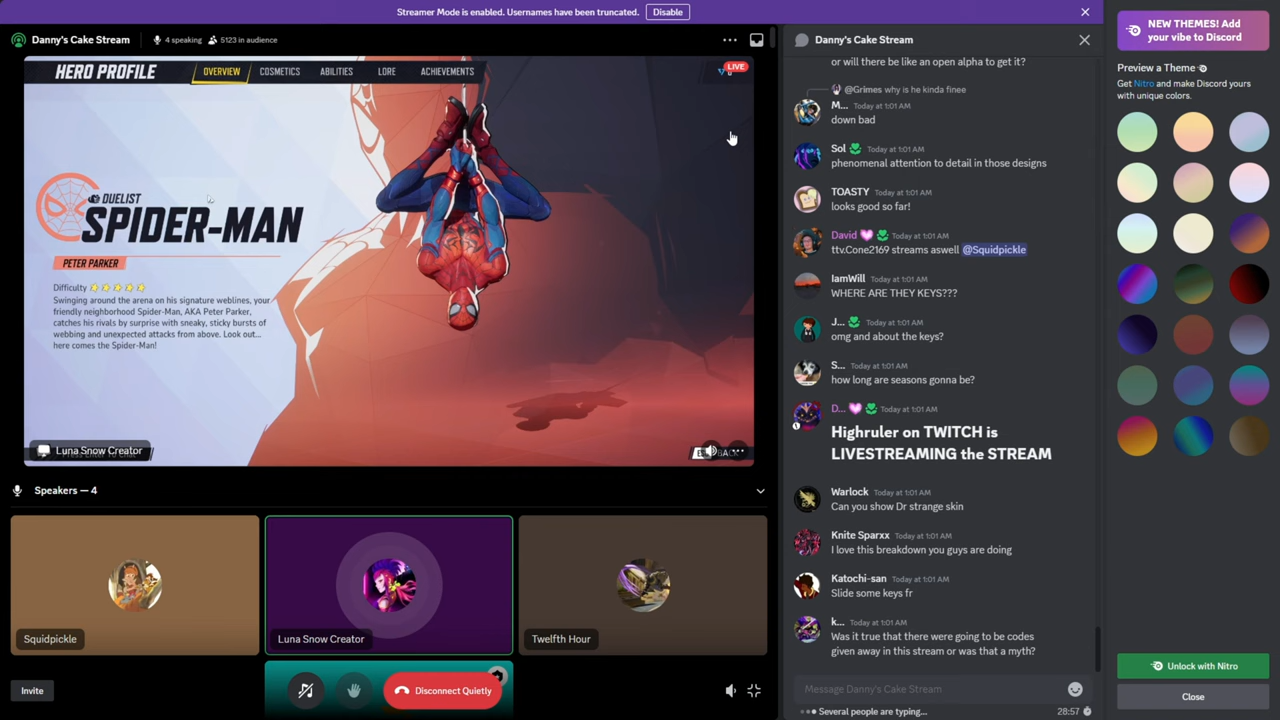 Streamer Mode is enabled. Usernames have been truncated.
Disable
Danny's Cake Stream
4 speaking
5123 in audience
HERO PROFILE
OVERVIEW
COSMETICS
ABILITIES
LORE
ACHIEVEMENTS
LIVE
DUELIST
SPIDER-MAN
PETER PARKER
Difficulty
Swinging around the arena on his signature weblines, your
friendly neighborhood Spider-Man, AKA Peter Parker,
catches his rivals by surprise with sneaky, sticky bursts of
webbing and unexpected attacks from above. Look out...
here comes the Spider-Man!
Luna Snow Creator
Speakers — 4
Squidpickle
Luna Snow Creator
Twelfth Hour
Invite
Disconnect Quietly
Danny's Cake Stream
or will there be like an open alpha to get it?
@Grimes why is he kinda finee
M... Today at 1:01 AM
down bad
Sol Today at 1:01 AM
phenomenal attention to detail in those designs
TOASTY Today at 1:01 AM
looks good so far!
David Today at 1:01 AM
ttv.Cone2169 streams aswell @Squidpickle
IamWill Today at 1:01 AM
WHERE ARE THEY KEYS???
J... Today at 1:01 AM
omg and about the keys?
S... Today at 1:01 AM
how long are seasons gonna be?
D... Today at 1:01 AM
Highruler on TWITCH is
LIVESTREAMING the STREAM
Warlock Today at 1:01 AM
Can you show Dr strange skin
Knite Sparxx Today at 1:01 AM
I love this breakdown you guys are doing
Katochi-san Today at 1:01 AM
Slide some keys fr
k... Today at 1:01 AM
Was it true that there were going to be codes
given away in this stream or was that a myth?
Message Danny's Cake Stream
Several people are typing...
28:57
NEW THEMES! Add
your vibe to Discord
Preview a Theme
Get Nitro and make Discord yours
with unique colors.
Unlock with Nitro
Close